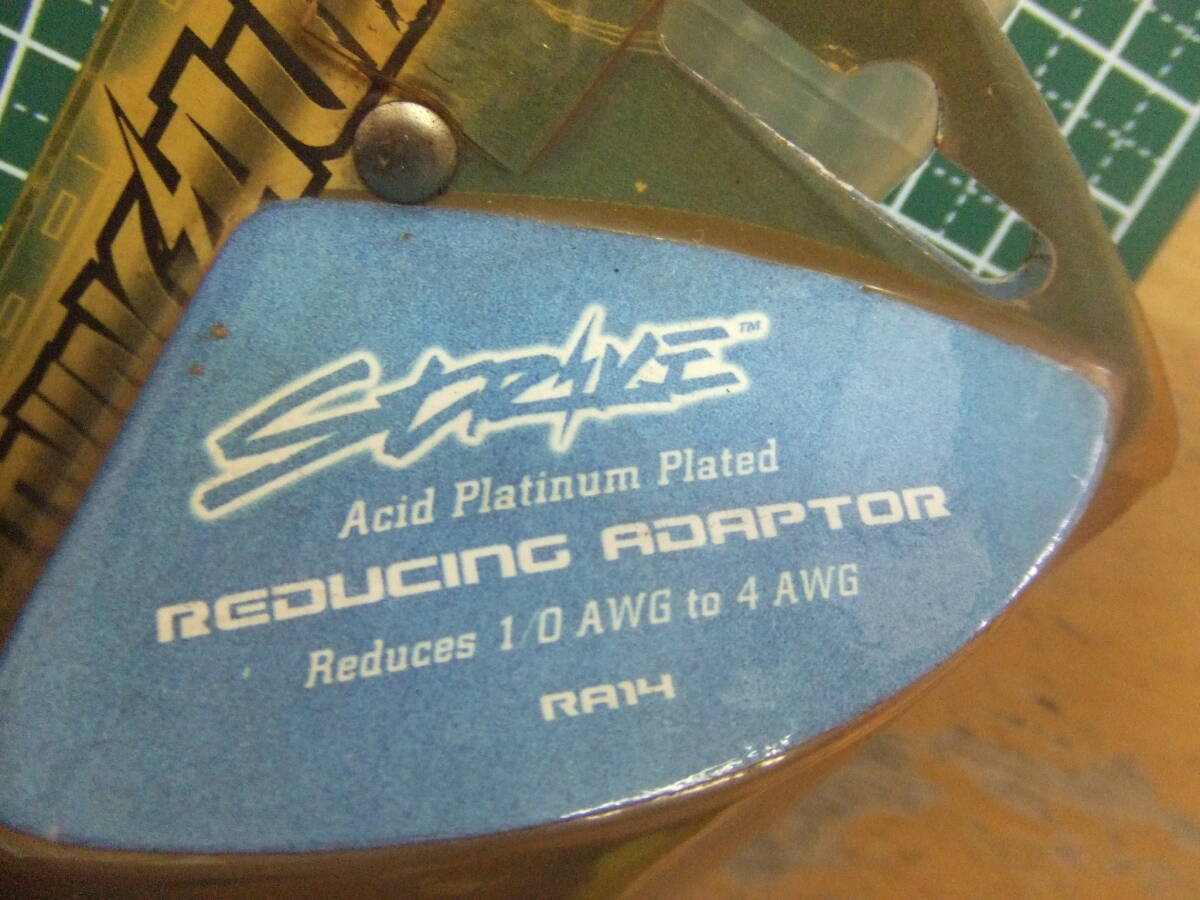 Strike™
Acid Platinum Plated
REDUCING ADAPTOR
Reduces 1/0 AWG to 4 AWG
RA14